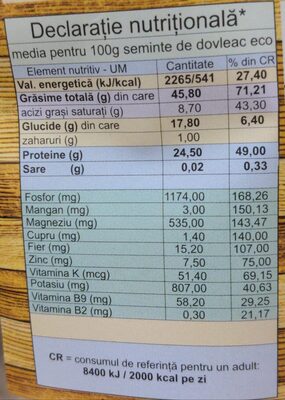 Declarație nutrițională*
media pentru 100g seminte de dovleac eco
Element nutritiv - UM Cantitate % din CR
Val. energetică (kJ/kcal) 2265/541 27,40
Grăsime totală (g) din care 45,80 71,21
acizi grași saturați (g) 8,70 43,30
Glucide (g) din care 17,80 6,40
zaharuri (g) 1,00
Proteine (g) 24,50 49,00
Sare (g) 0,02 0,33
Fosfor (mg) 1174,00 168,26
Mangan (mg) 3,00 150,13
Magneziu (mg) 535,00 143,47
Cupru (mg) 1,40 140,00
Fier (mg) 15,20 107,00
Zinc (mg) 7,50 75,00
Vitamina K (mcg) 51,40 69,15
Potasiu (mg) 807,00 40,63
Vitamina B9 (mg) 58,20 29,25
Vitamina B2 (mg) 0,30 21,17
CR = consumul de referință pentru un adult:
8400 kJ / 2000 kcal pe zi